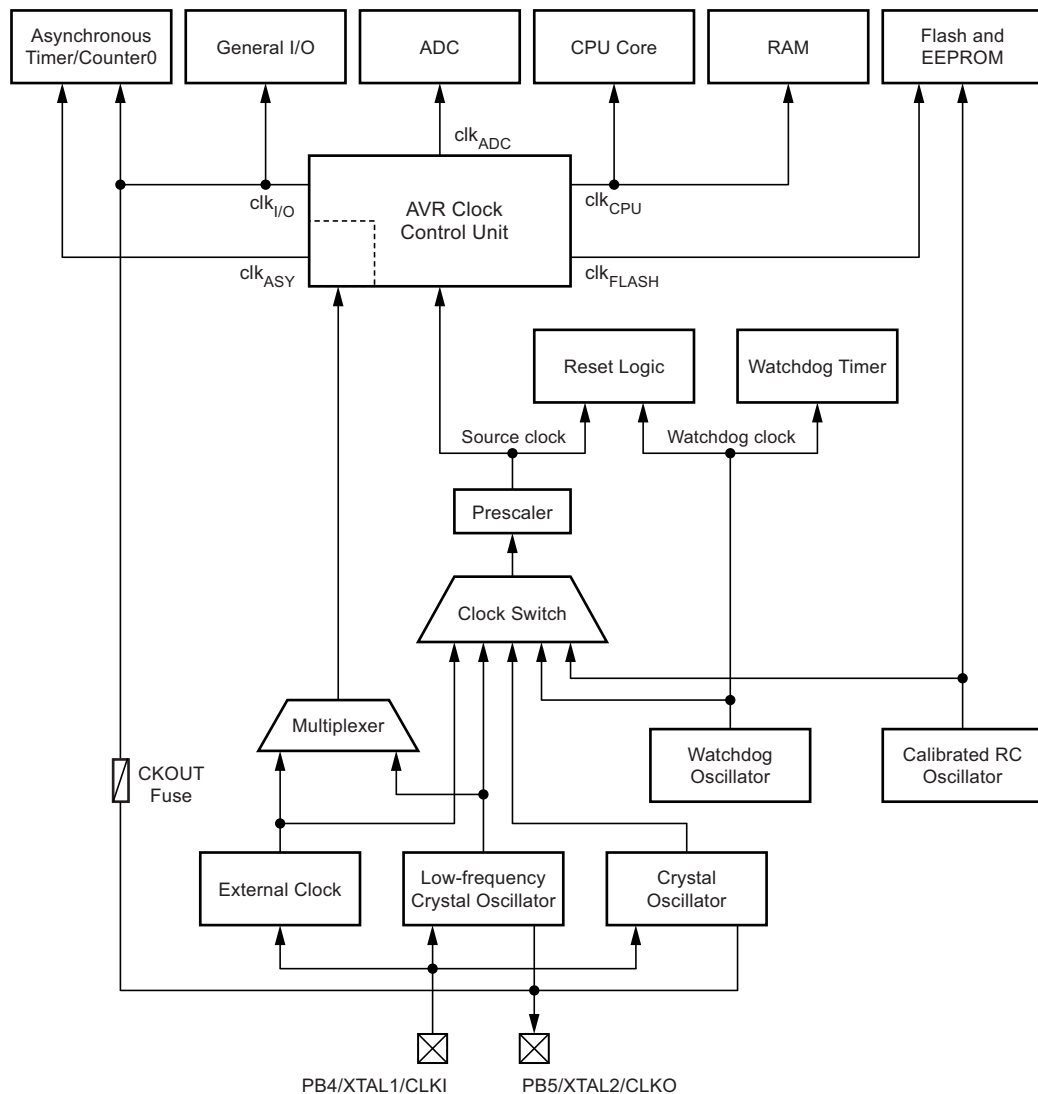 Asynchronous
Timer/Counter0
General I/O
ADC
CPU Core
RAM
Flash and
EEPROM
clkADC
clkI/O
AVR Clock
Control Unit
clkCPU
clkASY
clkFLASH
Reset Logic
Watchdog Timer
Source clock
Watchdog clock
Prescaler
Clock Switch
Multiplexer
CKOUT
Fuse
Watchdog
Oscillator
Calibrated RC
Oscillator
External Clock
Low-frequency
Crystal Oscillator
Crystal
Oscillator
PB4/XTAL1/CLKI
PB5/XTAL2/CLKO